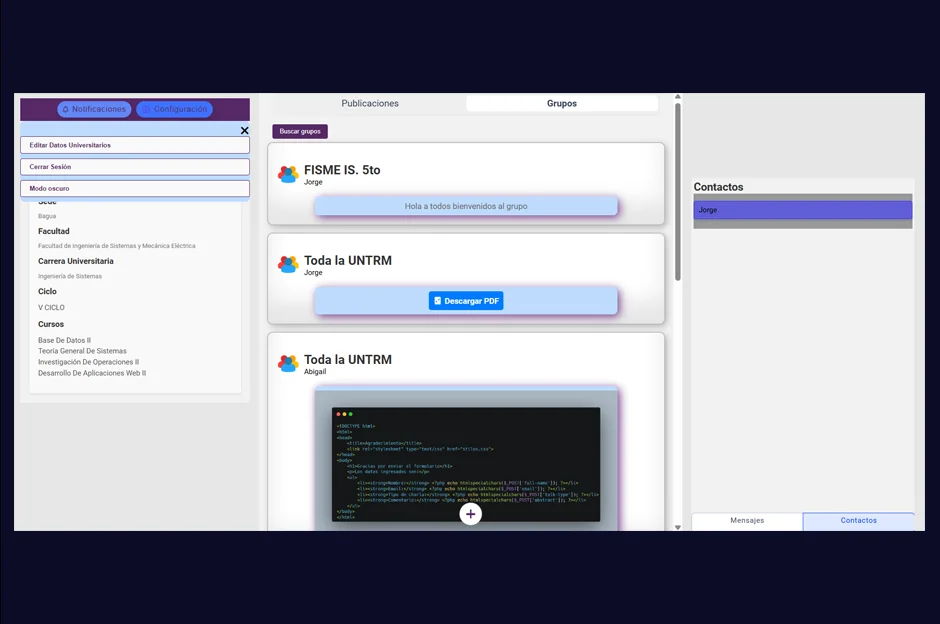 Notificaciones
Configuración
Editar Datos Universitarios
Cerrar Sesión
Modo oscuro
Sede
Bagua
Facultad
Facultad de Ingeniería de Sistemas y Mecánica Eléctrica
Carrera Universitaria
Ingeniería de Sistemas
Ciclo
V CICLO
Cursos
Base De Datos II
Teoría General De Sistemas
Investigación De Operaciones II
Desarrollo De Aplicaciones Web II
Publicaciones
Grupos
Buscar grupos
FISME IS. 5to
Jorge
Hola a todos bienvenidos al grupo
Toda la UNTRM
Jorge
Descargar PDF
Toda la UNTRM
Abigail
<!DOCTYPE html>
<html>
<head>
<title>Agradecimiento</title>
<link rel="stylesheet" type="text/css" href="stilos.css">
</head>
<body>
<h1>Gracias por enviar el formulario</h1>
<p>Los datos ingresados son:</p>
<ul>
<li><strong>Nombre:</strong> <?php echo htmlspecialchars($_POST['full-name']); ?></li>
<li><strong>Email:</strong> <?php echo htmlspecialchars($_POST['email']); ?></li>
<li><strong>Tipo de charla:</strong> <?php echo htmlspecialchars($_POST['talk-type']); ?></li>
<li><strong>Comentario:</strong> <?php echo htmlspecialchars($_POST['abstract']); ?></li>
</ul>
</body>
</html>
Contactos
Jorge
Mensajes
Contactos